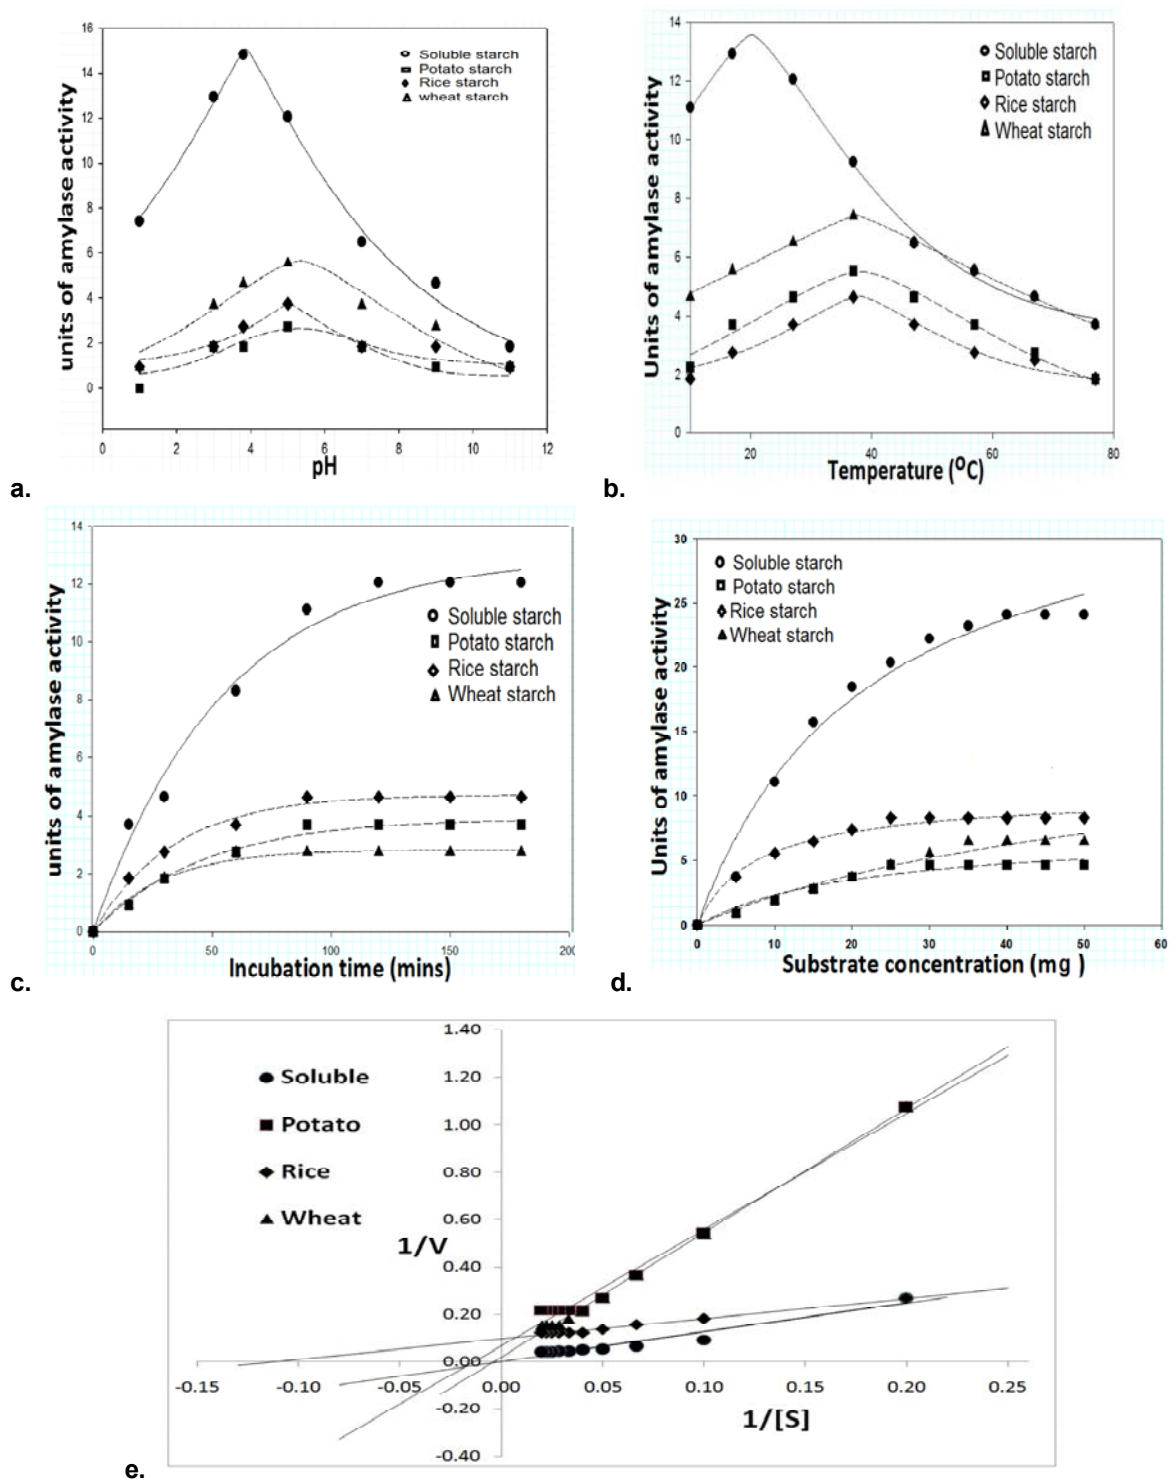 units of amylase activity
16
14
12
10
8
6
4
2
0
0 2 4 6 8 10 12
pH
Soluble starch
Potato starch
Rice starch
wheat starch
a.
Units of amylase activity
14
12
10
8
6
4
2
0
20 40 60 80
Temperature (⁰C)
Soluble starch
Potato starch
Rice starch
Wheat starch
b.
units of amylase activity
14
12
10
8
6
4
2
0
0 50 100 150 200
Incubation time (mins)
Soluble starch
Potato starch
Rice starch
Wheat starch
c.
Units of amylase activity
30
25
20
15
10
5
0
0 10 20 30 40 50 60
Substrate concentration (mg )
Soluble starch
Potato starch
Rice starch
Wheat starch
d.
Soluble
Potato
Rice
Wheat
1/V
1.40
1.20
1.00
0.80
0.60
0.40
0.20
0.00
-0.20
-0.40
-0.15 -0.10 -0.05 0.00 0.05 0.10 0.15 0.20 0.25
1/[S]
e.